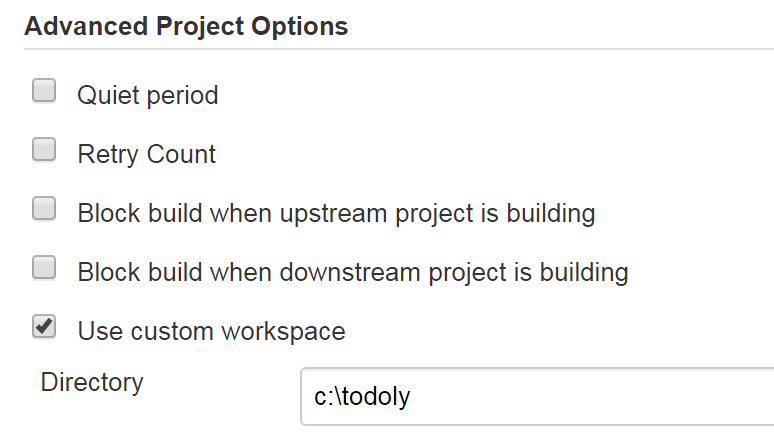 Advanced Project Options
Quiet period
Retry Count
Block build when upstream project is building
Block build when downstream project is building
Use custom workspace
Directory
c:\todoly